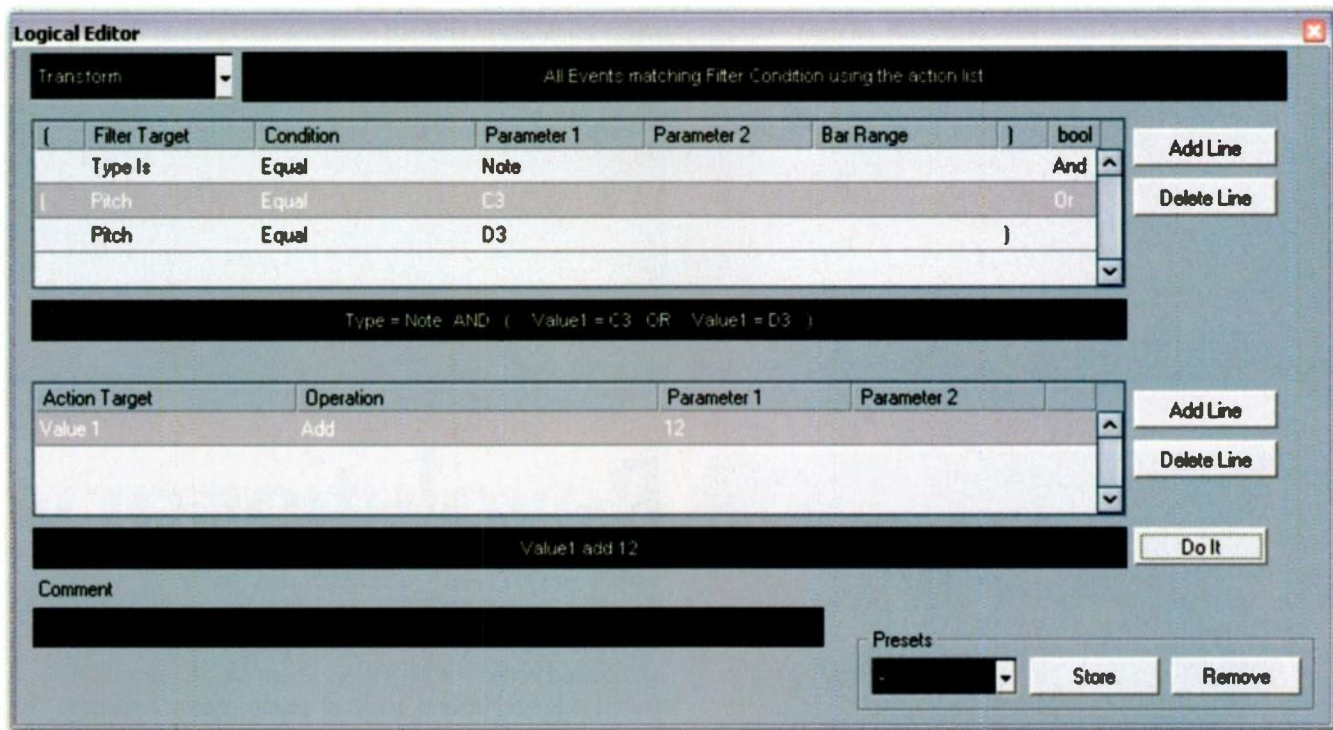 Logical Editor
Transform
All Events matching Filter Condition using the action list
( Filter Target Condition Parameter 1 Parameter 2 Bar Range ) bool
Type Is Equal Note And
( Pitch Equal C3 Or
Pitch Equal D3 )
Add Line
Delete Line
Type = Note AND ( Value1 = C3 OR Value1 = D3 )
Action Target Operation Parameter 1 Parameter 2
Value 1 Add 12
Add Line
Delete Line
Value1 add 12
Do It
Comment
Presets
-
Store
Remove